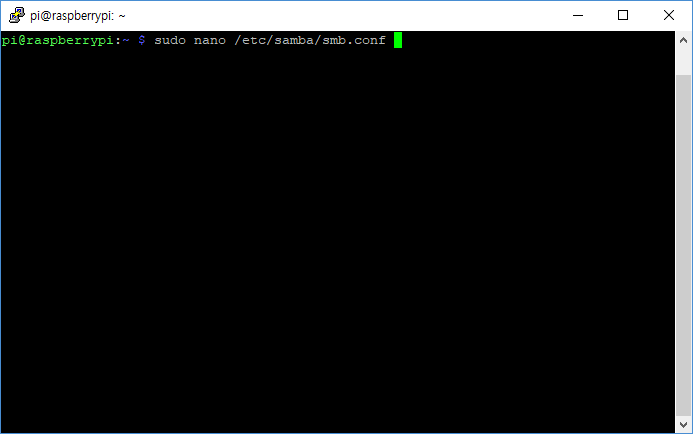 pi@raspberrypi: ~
pi@raspberrypi:~ $ sudo nano /etc/samba/smb.conf